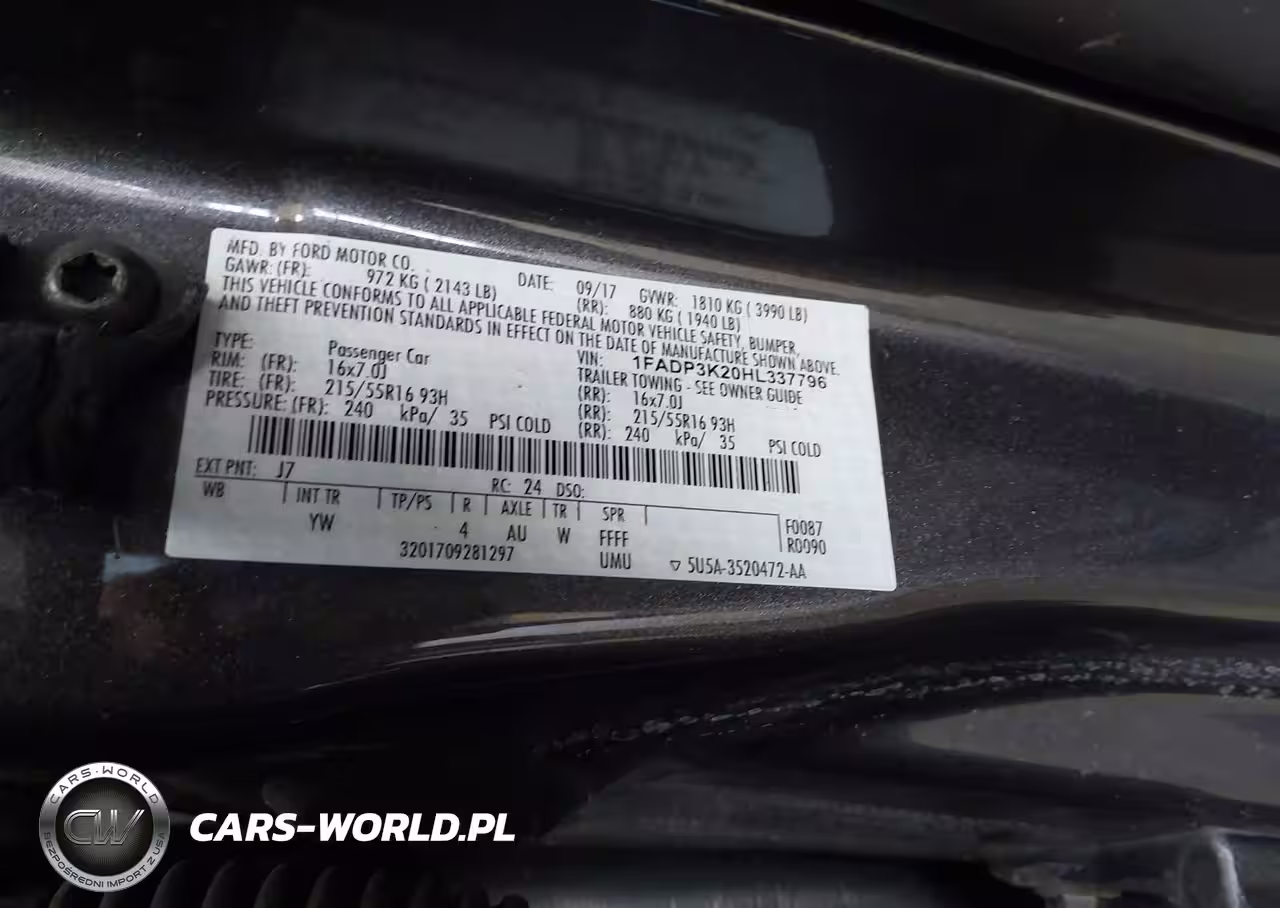 MFD. BY FORD MOTOR CO. DATE: 09/17 GVWR: 1810 KG ( 3990 LB)
GAWR: (FR): 972 KG ( 2143 LB) (RR): 880 KG ( 1940 LB)
THIS VEHICLE CONFORMS TO ALL APPLICABLE FEDERAL MOTOR VEHICLE SAFETY, BUMPER,
AND THEFT PREVENTION STANDARDS IN EFFECT ON THE DATE OF MANUFACTURE SHOWN ABOVE.
VIN: 1FADP3K20HL337796
TYPE: Passenger Car TRAILER TOWING - SEE OWNER GUIDE
RIM: (FR): 16x7.0J (RR): 16x7.0J
TIRE: (FR): 215/55R16 93H (RR): 215/55R16 93H
PRESSURE: (FR): 240 kPa/ 35 PSI COLD (RR): 240 kPa/ 35 PSI COLD
EXT PNT: J7 RC: 24 DSO:
WB INT TR TP/PS R AXLE TR SPR F0087
YW 4 AU W FFFF R0090
3201709281297 UMU ▽ 5U5A-3520472-AA
CARS·WORLD
CW
BEZPOŚREDNI IMPORT Z USA
CARS-WORLD.PL